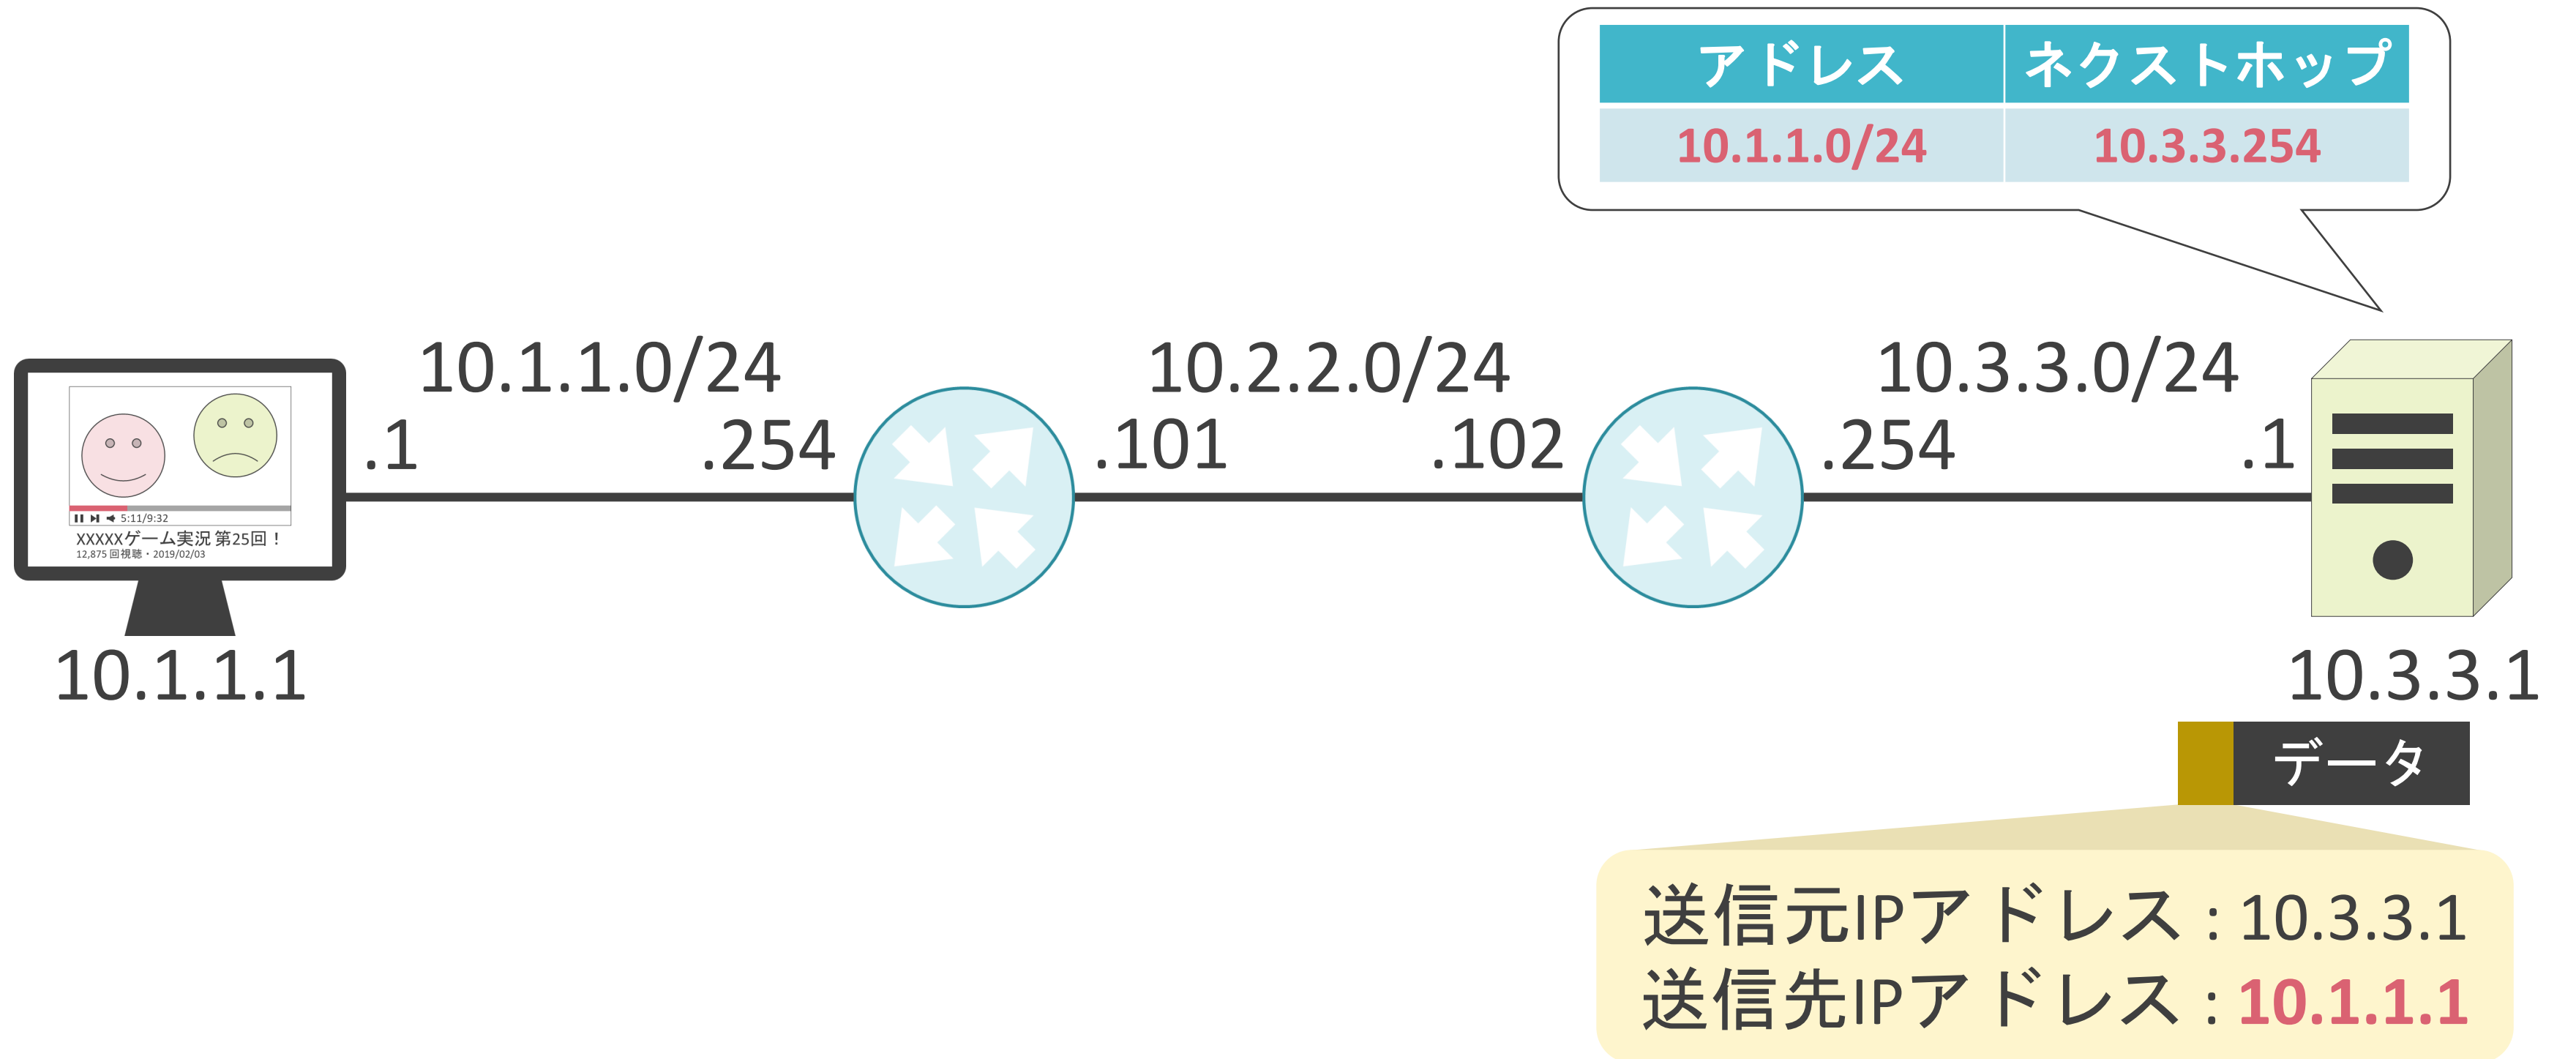 アドレス ネクストホップ
10.1.1.0/24 10.3.3.254
10.1.1.0/24 10.2.2.0/24 10.3.3.0/24
.1 .254 .101 .102 .254 .1
5:11/9:32
XXXXXゲーム実況 第25回！
12,875 回視聴・2019/02/03
10.1.1.1 10.3.3.1
データ
送信元IPアドレス : 10.3.3.1
送信先IPアドレス : 10.1.1.1